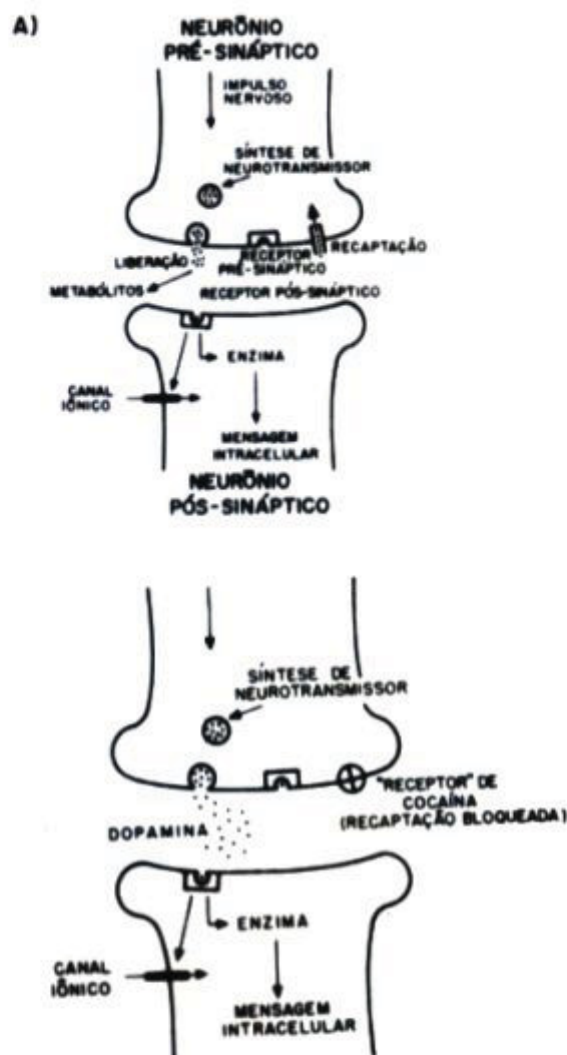 A)
NEURÔNIO
PRÉ-SINÁPTICO
IMPULSO
NERVOSO
SÍNTESE DE
NEUROTRANSMISSOR
RECAPTAÇÃO
RECEPTOR
PRÉ-SINÁPTICO
LIBERAÇÃO
METABÓLITOS
RECEPTOR PÓS-SINÁPTICO
ENZIMA
CANAL
IÔNICO
MENSAGEM
INTRACELULAR
NEURÔNIO
PÓS-SINÁPTICO
SÍNTESE DE
NEUROTRANSMISSOR
"RECEPTOR" DE
COCAÍNA
(RECAPTAÇÃO BLOQUEADA)
DOPAMINA
ENZIMA
CANAL
IÔNICO
MENSAGEM
INTRACELULAR